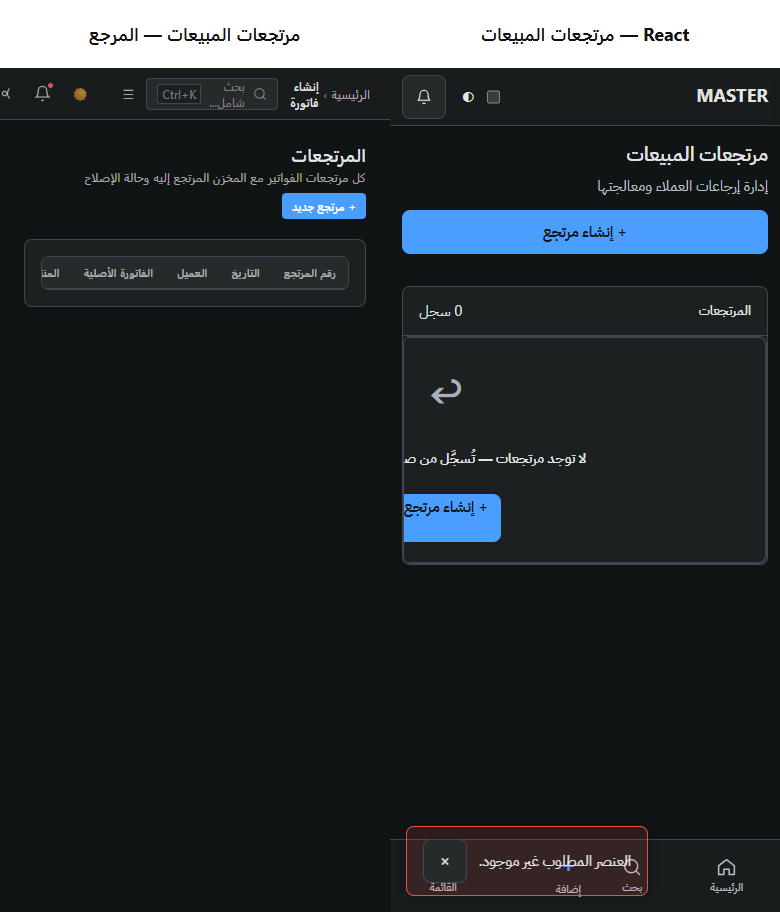 React — مرتجعات المبيعات
مرتجعات المبيعات — المرجع
MASTER
مرتجعات المبيعات
إدارة إرجاعات العملاء ومعالجتها
+ إنشاء مرتجع
المرتجعات
0 سجل
لا توجد مرتجعات — تُسجَّل من
+ إنشاء مرتجع
العنصر المطلوب غير موجود.
×
الرئيسية
بحث
إضافة
القائمة
الرئيسية ‹ إنشاء فاتورة
بحث شامل...
Ctrl+K
المرتجعات
كل مرتجعات الفواتير مع المخزن المرتجع إليه وحالة الإصلاح
+ مرتجع جديد
رقم المرتجع
التاريخ
العميل
الفاتورة الأصلية